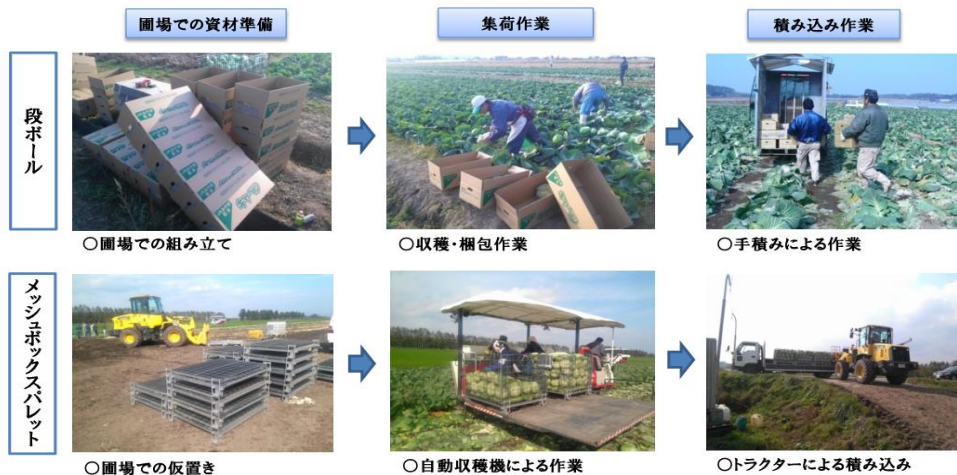 圃場での資材準備
集荷作業
積み込み作業
段ボール
○圃場での組み立て
○収穫・梱包作業
○手積みによる作業
メッシュボックスパレット
○圃場での仮置き
○自動収穫機による作業
○トラクターによる積み込み